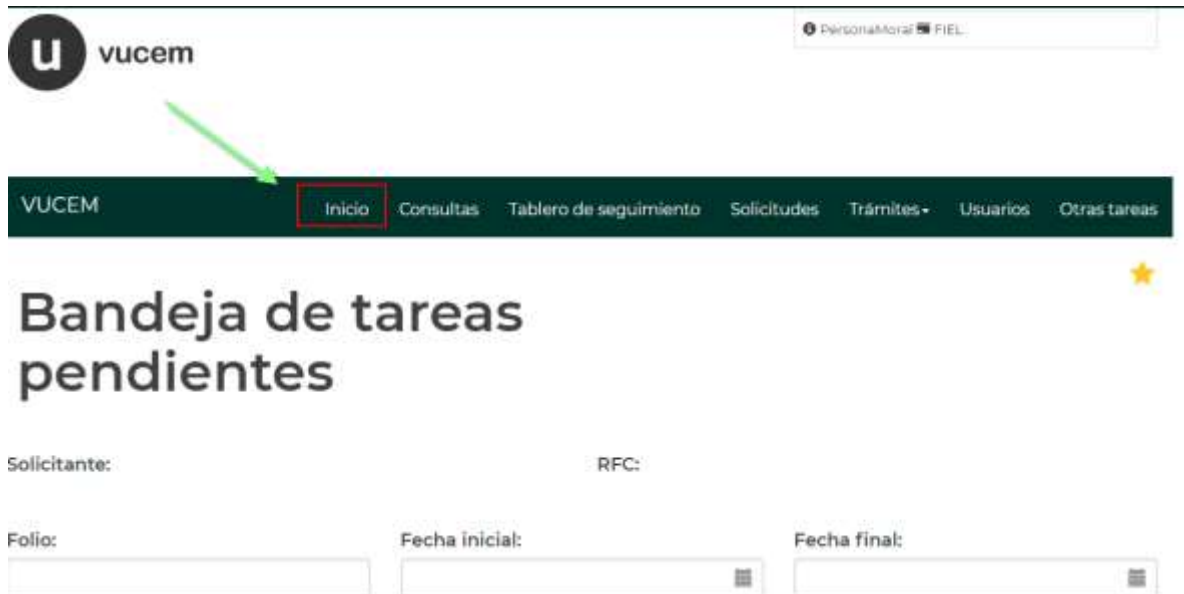 u vucem
PersonaMoral FIEL
VUCEM Inicio Consultas Tablero de seguimiento Solicitudes Trámites Usuarios Otras tareas
Bandeja de tareas
pendientes
Solicitante: RFC:
Folio: Fecha inicial: Fecha final: